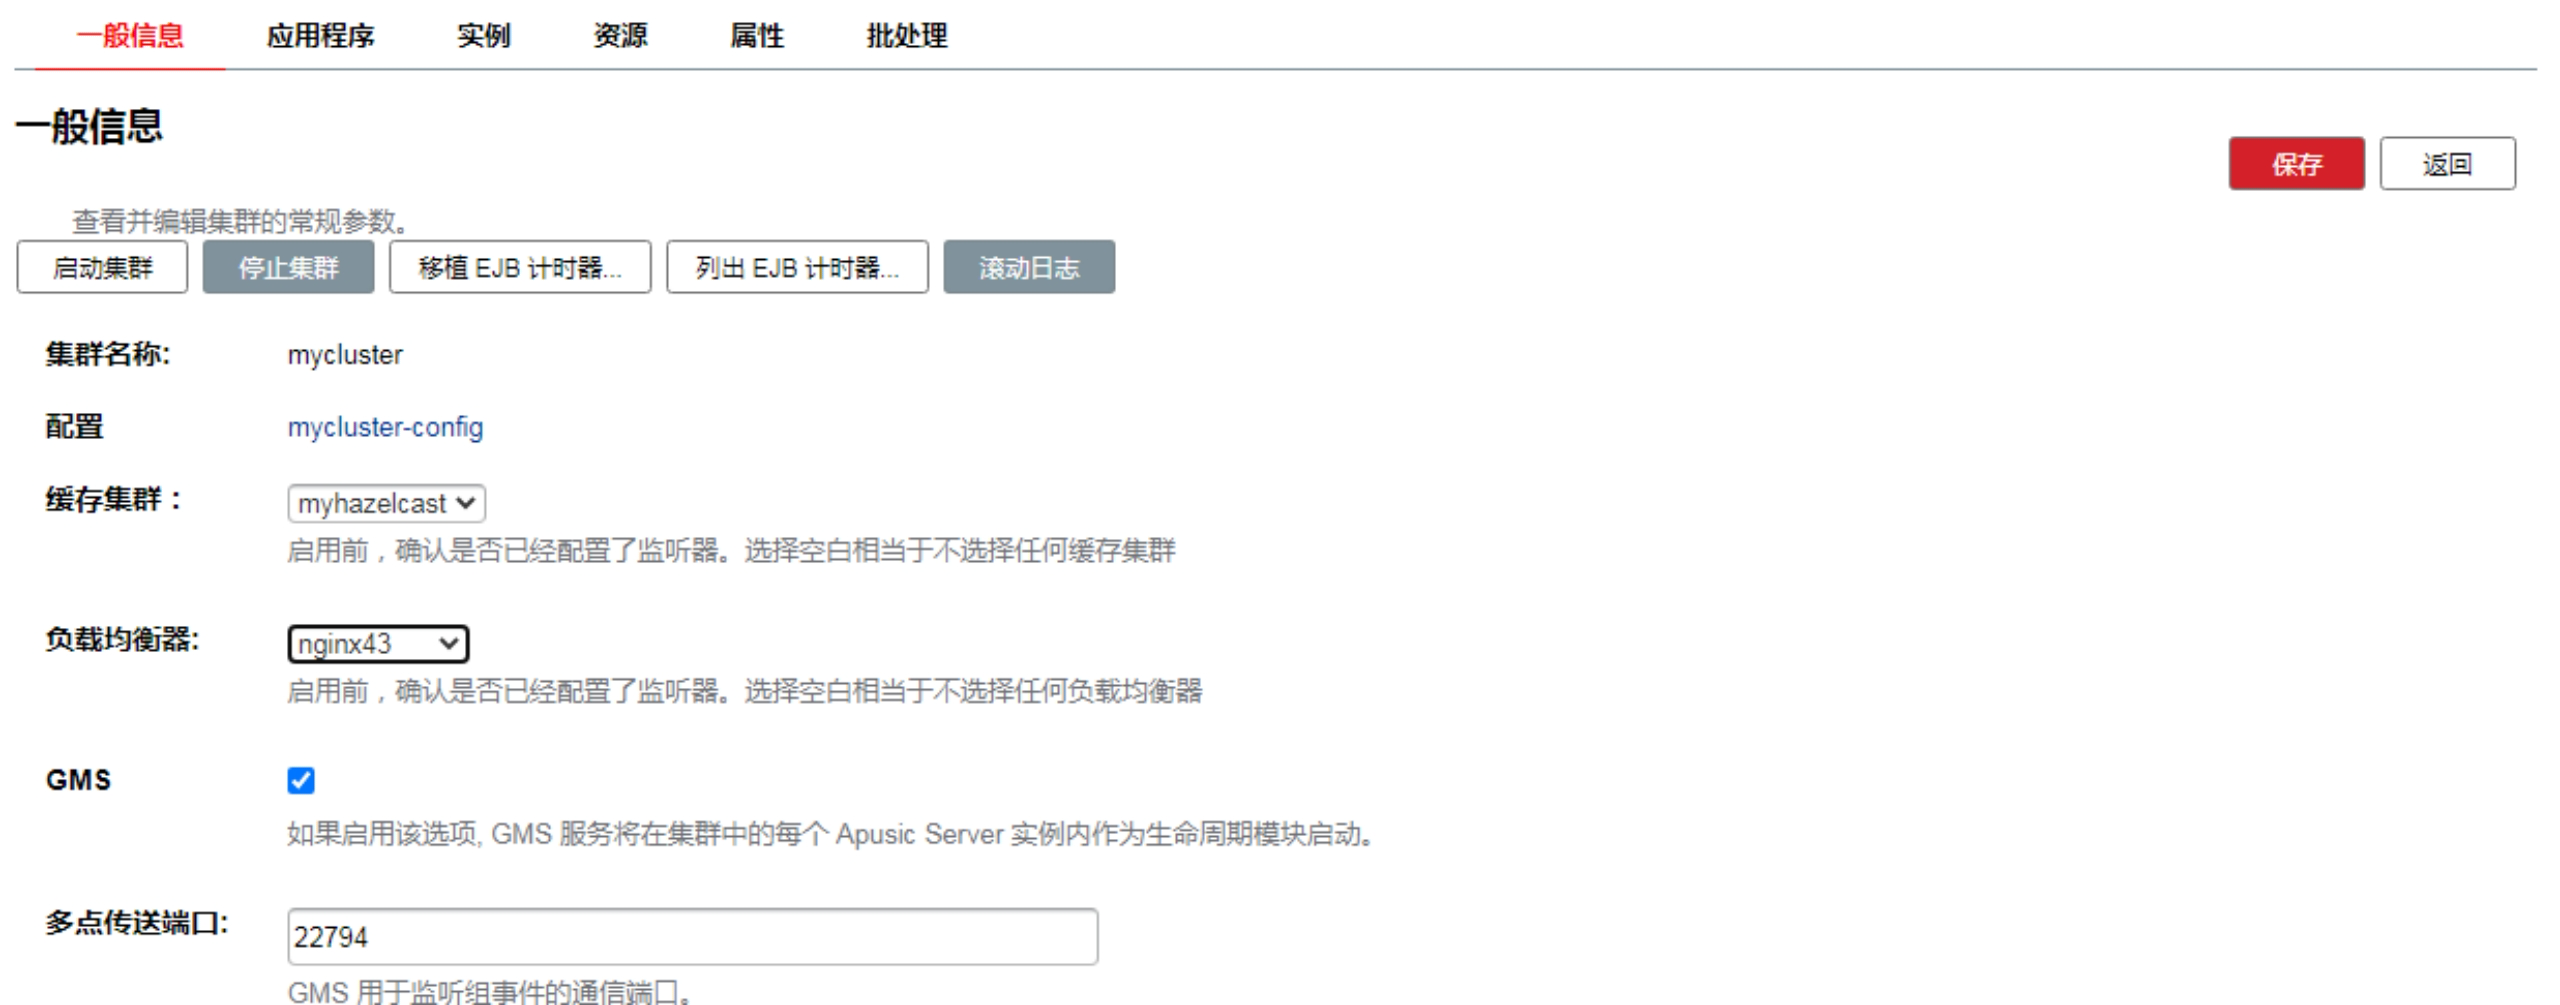 一般信息 应用程序 实例 资源 属性 批处理
一般信息
保存 返回
查看并编辑集群的常规参数。
启动集群 停止集群 移植 EJB 计时器... 列出 EJB 计时器... 滚动日志
集群名称: mycluster
配置 mycluster-config
缓存集群： myhazelcast
启用前，确认是否已经配置了监听器。选择空白相当于不选择任何缓存集群
负载均衡器: nginx43
启用前，确认是否已经配置了监听器。选择空白相当于不选择任何负载均衡器
GMS
如果启用该选项, GMS 服务将在集群中的每个 Apusic Server 实例内作为生命周期模块启动。
多点传送端口: 22794
GMS 用于监听组事件的通信端口。